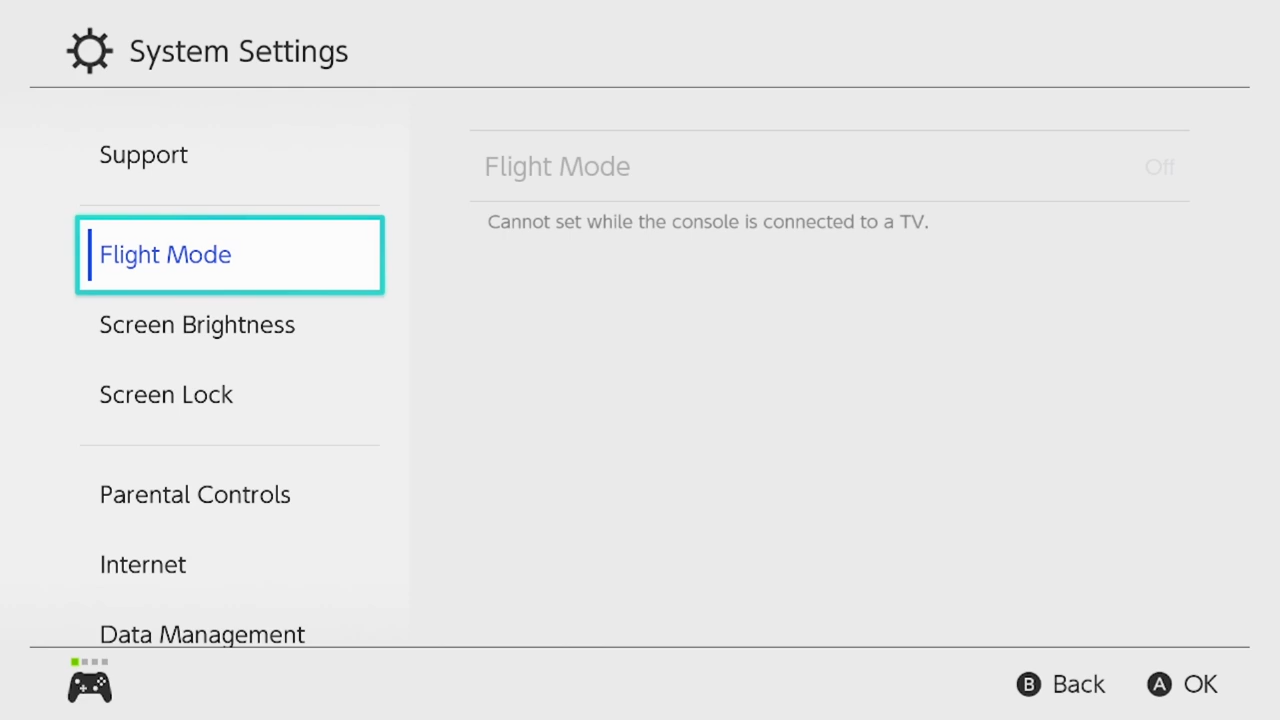 System Settings
Support
Flight Mode
Screen Brightness
Screen Lock
Parental Controls
Internet
Data Management
Flight Mode Off
Cannot set while the console is connected to a TV.
B Back A OK